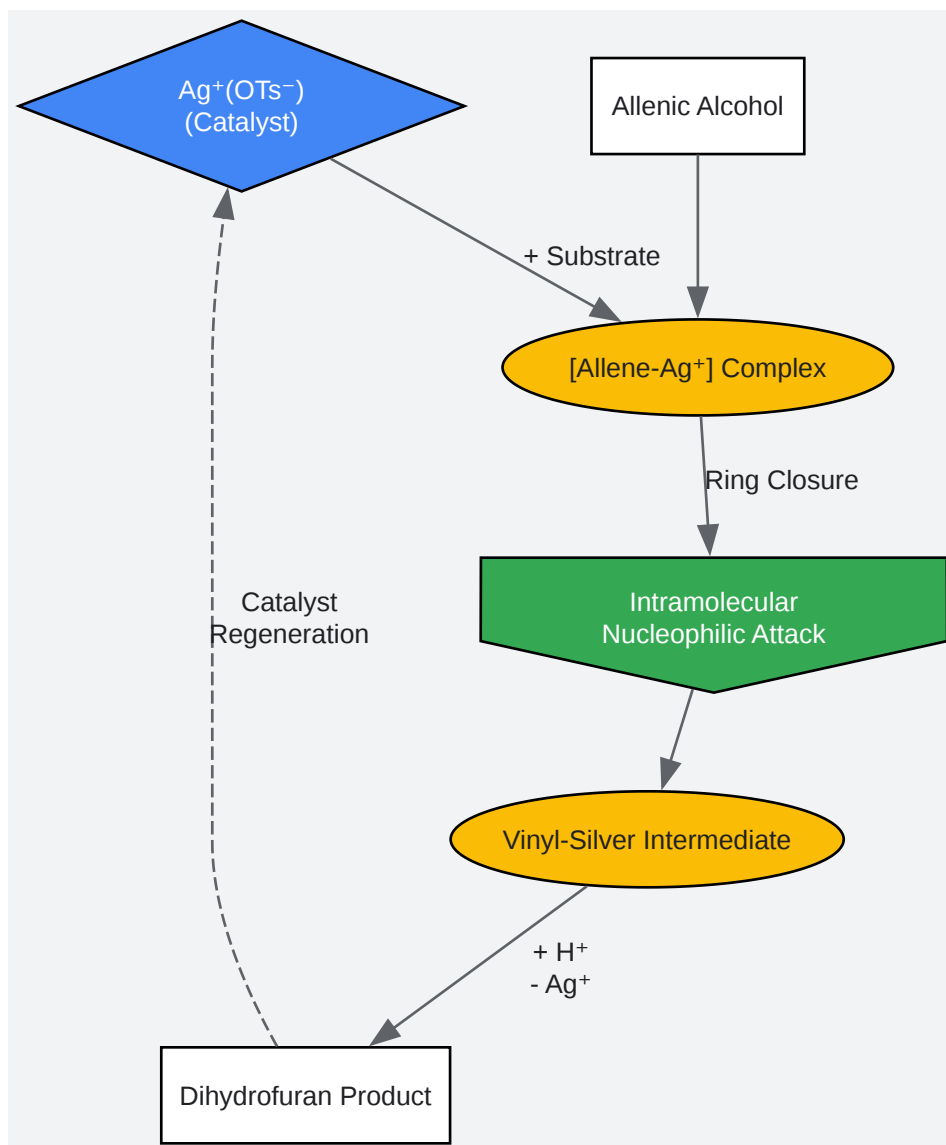 Ag⁺(OTs⁻)
(Catalyst)
Allenic Alcohol
+ Substrate
[Allene-Ag⁺] Complex
Ring Closure
Intramolecular
Nucleophilic Attack
Catalyst
Regeneration
Vinyl-Silver Intermediate
+ H⁺
- Ag⁺
Dihydrofuran Product